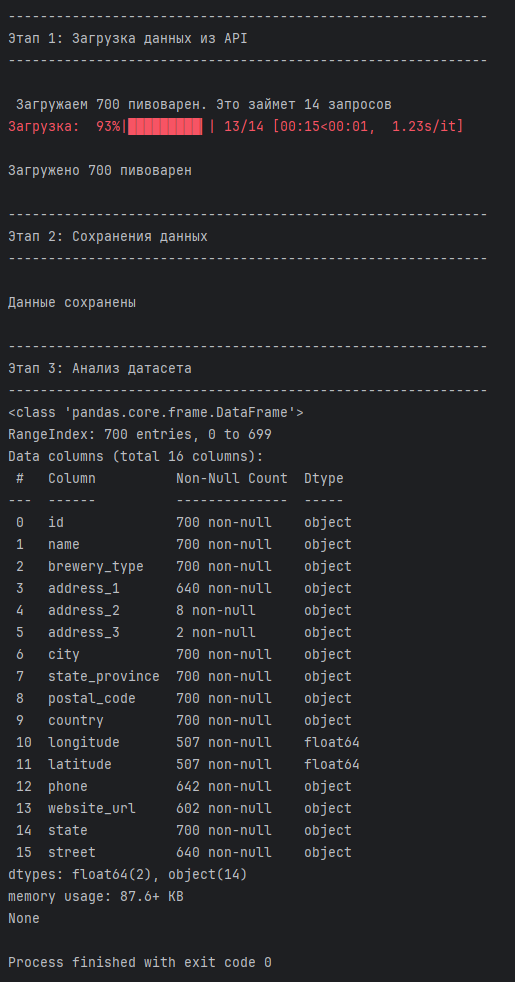 ------------------------------------------------------------
Этап 1: Загрузка данных из API
------------------------------------------------------------
 Загружаем 700 пивоварен. Это займет 14 запросов
Загрузка:  93%|█████████▎| 13/14 [00:15<00:01,  1.23s/it]
Загружено 700 пивоварен
------------------------------------------------------------
Этап 2: Сохранения данных
------------------------------------------------------------
Данные сохранены
------------------------------------------------------------
Этап 3: Анализ датасета
------------------------------------------------------------
<class 'pandas.core.frame.DataFrame'>
RangeIndex: 700 entries, 0 to 699
Data columns (total 16 columns):
 #   Column          Non-Null Count  Dtype
---  ------          --------------  -----
 0   id              700 non-null    object
 1   name            700 non-null    object
 2   brewery_type    700 non-null    object
 3   address_1       640 non-null    object
 4   address_2       8 non-null      object
 5   address_3       2 non-null      object
 6   city            700 non-null    object
 7   state_province  700 non-null    object
 8   postal_code     700 non-null    object
 9   country         700 non-null    object
 10  longitude       507 non-null    float64
 11  latitude        507 non-null    float64
 12  phone           642 non-null    object
 13  website_url     602 non-null    object
 14  state           700 non-null    object
 15  street          640 non-null    object
dtypes: float64(2), object(14)
memory usage: 87.6+ KB
None
Process finished with exit code 0